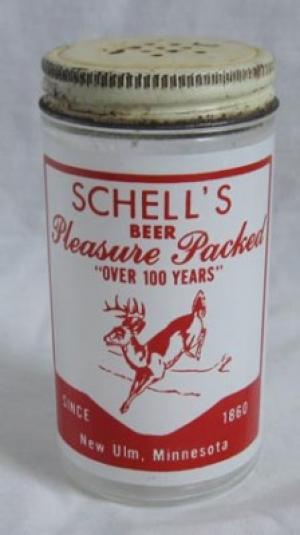 SCHELL'S
BEER
Pleasure Packed
"OVER 100 YEARS"
SINCE 1860
New Ulm, Minnesota